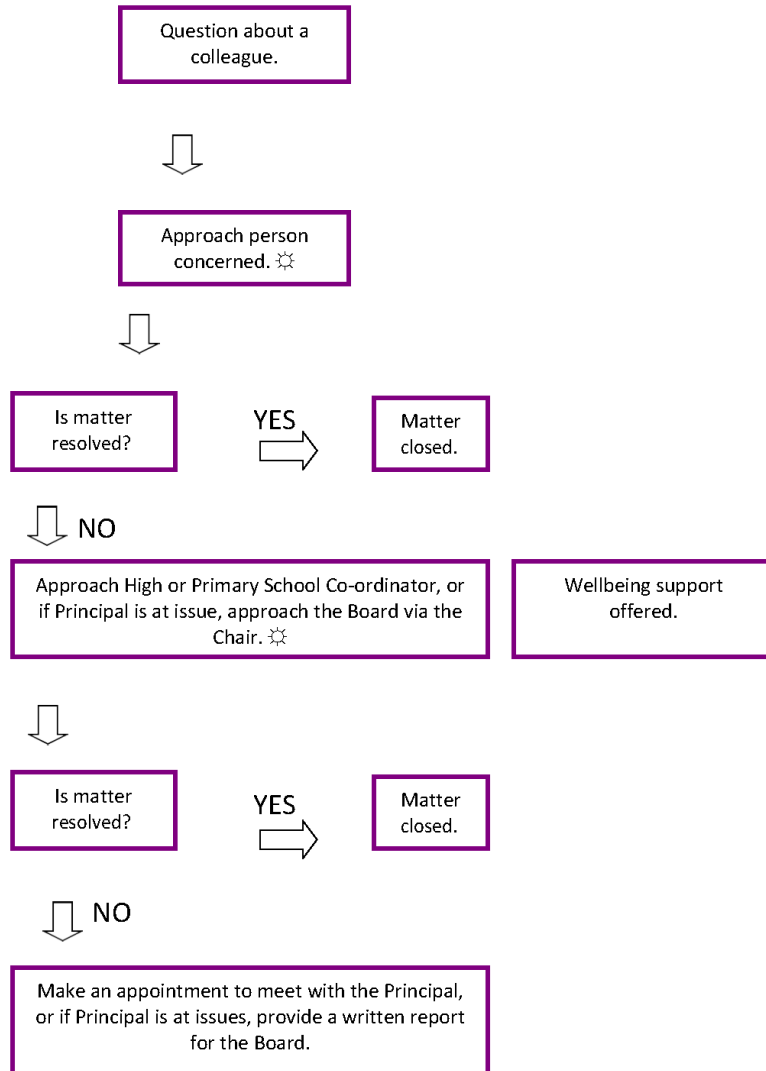 Question about a
colleague.
Approach person
concerned. ☼
Is matter
resolved?
YES
Matter
closed.
NO
Approach High or Primary School Co-ordinator, or
if Principal is at issue, approach the Board via the
Chair. ☼
Wellbeing support
offered.
Is matter
resolved?
YES
Matter
closed.
NO
Make an appointment to meet with the Principal,
or if Principal is at issues, provide a written report
for the Board.